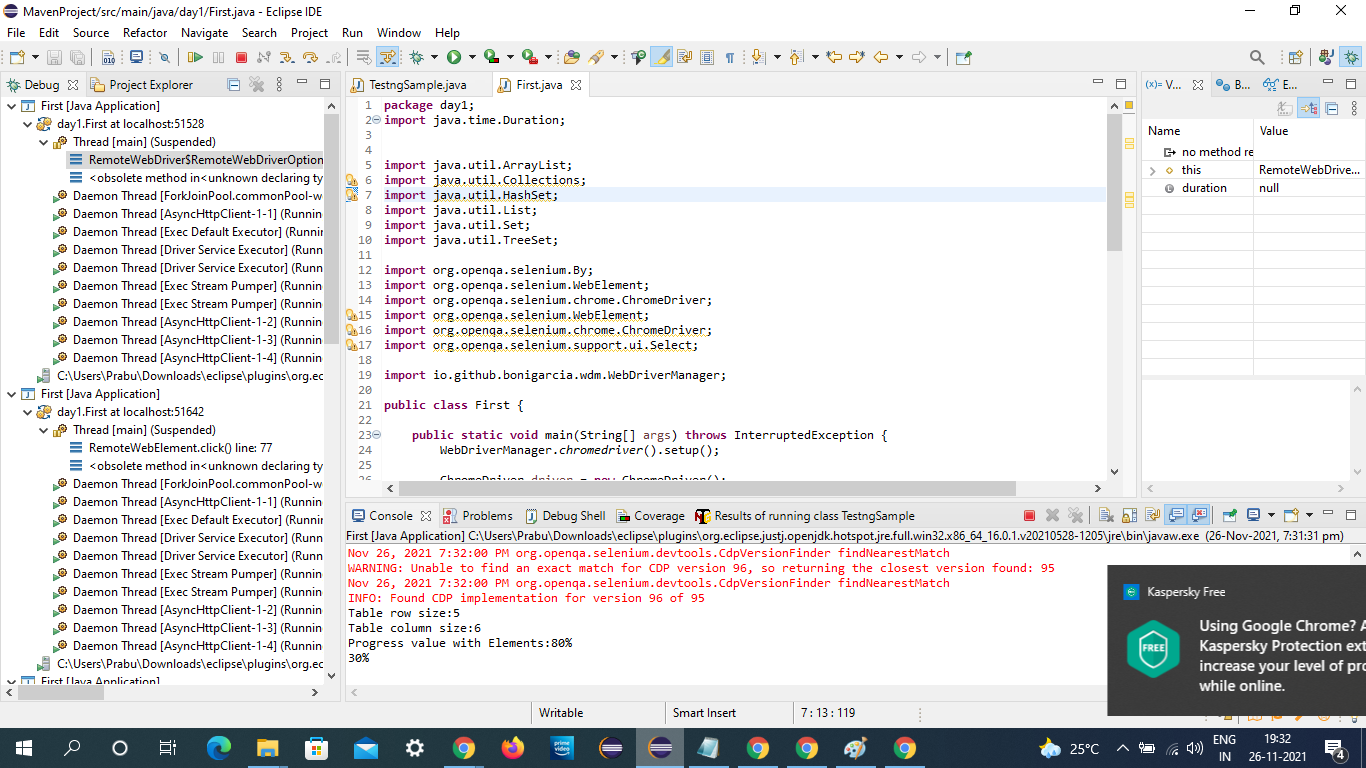 MavenProject/src/main/java/day1/First.java - Eclipse IDE
File Edit Source Refactor Navigate Search Project Run Window Help
Debug Project Explorer
First [Java Application]
day1.First at localhost:51528
Thread [main] (Suspended)
RemoteWebDriver$RemoteWebDriverOption
<obsolete method in<unknown declaring ty
Daemon Thread [ForkJoinPool.commonPool-w
Daemon Thread [AsyncHttpClient-1-1] (Runnin
Daemon Thread [Exec Default Executor] (Runnin
Daemon Thread [Driver Service Executor] (Runnin
Daemon Thread [Driver Service Executor] (Runnin
Daemon Thread [Exec Stream Pumper] (Running
Daemon Thread [Exec Stream Pumper] (Running
Daemon Thread [AsyncHttpClient-1-2] (Runnin
Daemon Thread [AsyncHttpClient-1-3] (Runnin
Daemon Thread [AsyncHttpClient-1-4] (Runnin
C:\Users\Prabu\Downloads\eclipse\plugins\org.ec
First [Java Application]
day1.First at localhost:51642
Thread [main] (Suspended)
RemoteWebElement.click() line: 77
<obsolete method in<unknown declaring ty
Daemon Thread [ForkJoinPool.commonPool-w
Daemon Thread [AsyncHttpClient-1-1] (Runnin
Daemon Thread [Exec Default Executor] (Runnin
Daemon Thread [Driver Service Executor] (Runnin
Daemon Thread [Driver Service Executor] (Runnin
Daemon Thread [Exec Stream Pumper] (Running
Daemon Thread [Exec Stream Pumper] (Running
Daemon Thread [AsyncHttpClient-1-2] (Runnin
Daemon Thread [AsyncHttpClient-1-3] (Runnin
Daemon Thread [AsyncHttpClient-1-4] (Runnin
C:\Users\Prabu\Downloads\eclipse\plugins\org.ec
First [Java Application]
TestngSample.java First.java
1 package day1;
2 import java.time.Duration;
3
4
5 import java.util.ArrayList;
6 import java.util.Collections;
7 import java.util.HashSet;
8 import java.util.List;
9 import java.util.Set;
10 import java.util.TreeSet;
11
12 import org.openqa.selenium.By;
13 import org.openqa.selenium.WebElement;
14 import org.openqa.selenium.chrome.ChromeDriver;
15 import org.openqa.selenium.WebElement;
16 import org.openqa.selenium.chrome.ChromeDriver;
17 import org.openqa.selenium.support.ui.Select;
18
19 import io.github.bonigarcia.wdm.WebDriverManager;
20
21 public class First {
22
23 public static void main(String[] args) throws InterruptedException {
24 WebDriverManager.chromedriver().setup();
25
26 ChromeDriver driver = new ChromeDriver();
(x)= V... B... E...
Name Value
no method re
this RemoteWebDrive...
duration null
Console Problems Debug Shell Coverage Results of running class TestngSample
First [Java Application] C:\Users\Prabu\Downloads\eclipse\plugins\org.eclipse.justj.openjdk.hotspot.jre.full.win32.x86_64_16.0.1.v20210528-1205\jre\bin\javaw.exe (26-Nov-2021, 7:31:31 pm)
Nov 26, 2021 7:32:00 PM org.openqa.selenium.devtools.CdpVersionFinder findNearestMatch
WARNING: Unable to find an exact match for CDP version 96, so returning the closest version found: 95
Nov 26, 2021 7:32:00 PM org.openqa.selenium.devtools.CdpVersionFinder findNearestMatch
INFO: Found CDP implementation for version 96 of 95
Table row size:5
Table column size:6
Progress value with Elements:80%
30%
Kaspersky Free
FREE
Using Google Chrome? A
Kaspersky Protection ext
increase your level of pro
while online.
Writable Smart Insert 7 : 13 : 119
prime video
25°C ENG IN 19:32 26-11-2021 4